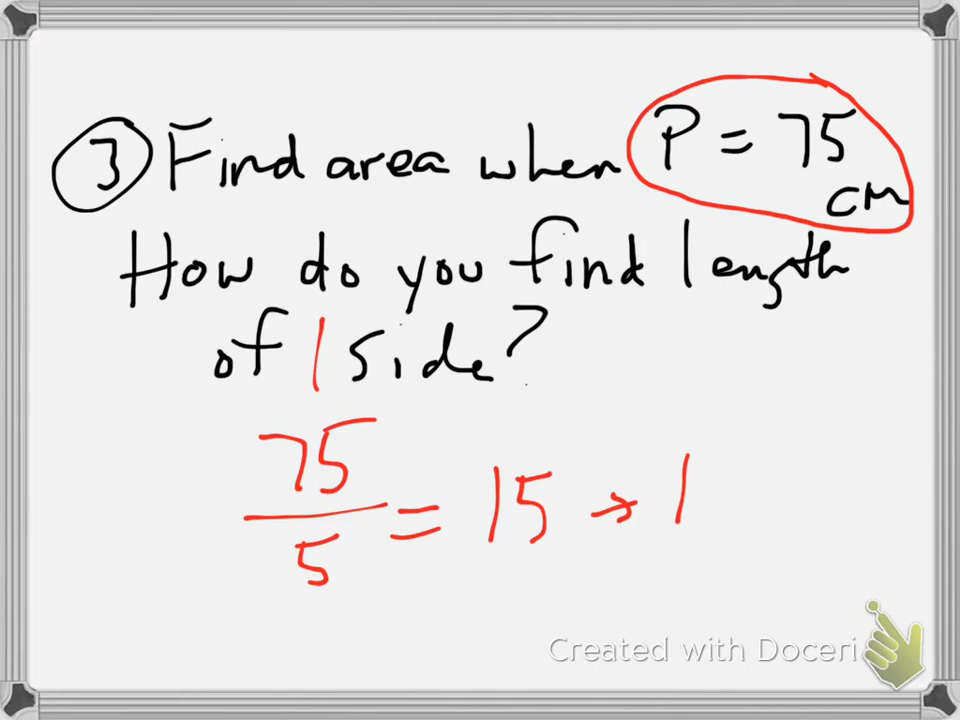 3 Find area when P = 75
cm
How do you find length
of 1 side?
75
5
= 15 → 1
Created with Doceri